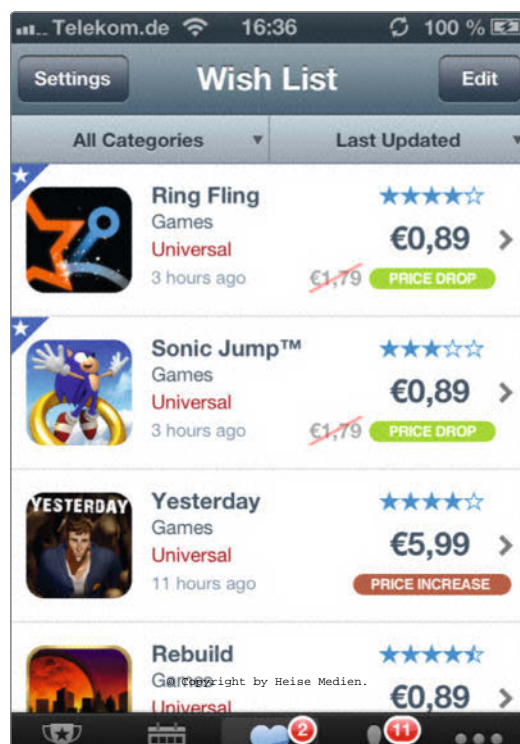 Telekom.de 16:36 100 %
Settings Wish List Edit
All Categories Last Updated
Ring Fling
Games
€0,89
Universal
3 hours ago €1,79 PRICE DROP
Sonic Jump™
Games
€0,89
Universal
3 hours ago €1,79 PRICE DROP
YESTERDAY
Yesterday
Games
€5,99
Universal
11 hours ago PRICE INCREASE
Rebuild
Games
© Copyright by Heise Medien.
€0,89
Universal
2 11